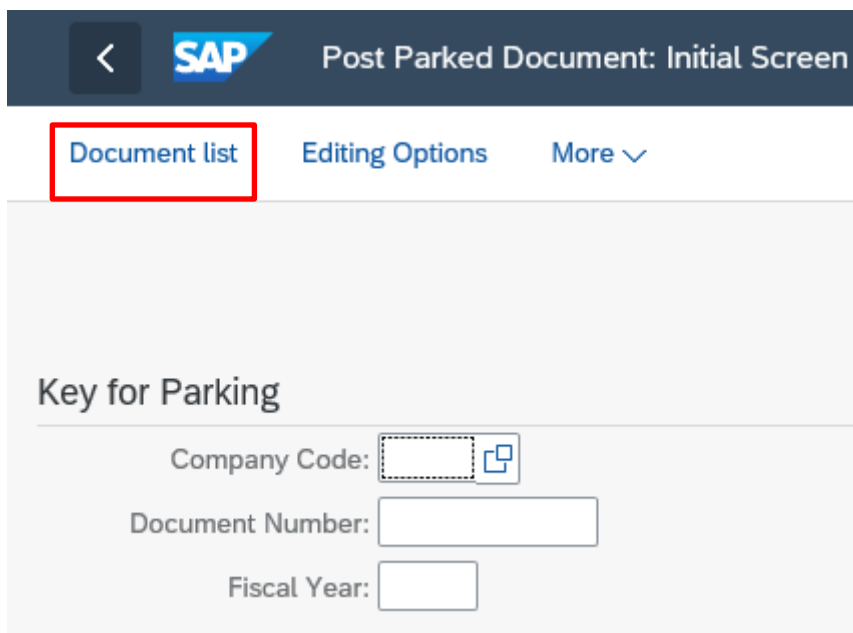 SAP Post Parked Document: Initial Screen
Document list Editing Options More
Key for Parking
Company Code:
Document Number:
Fiscal Year: